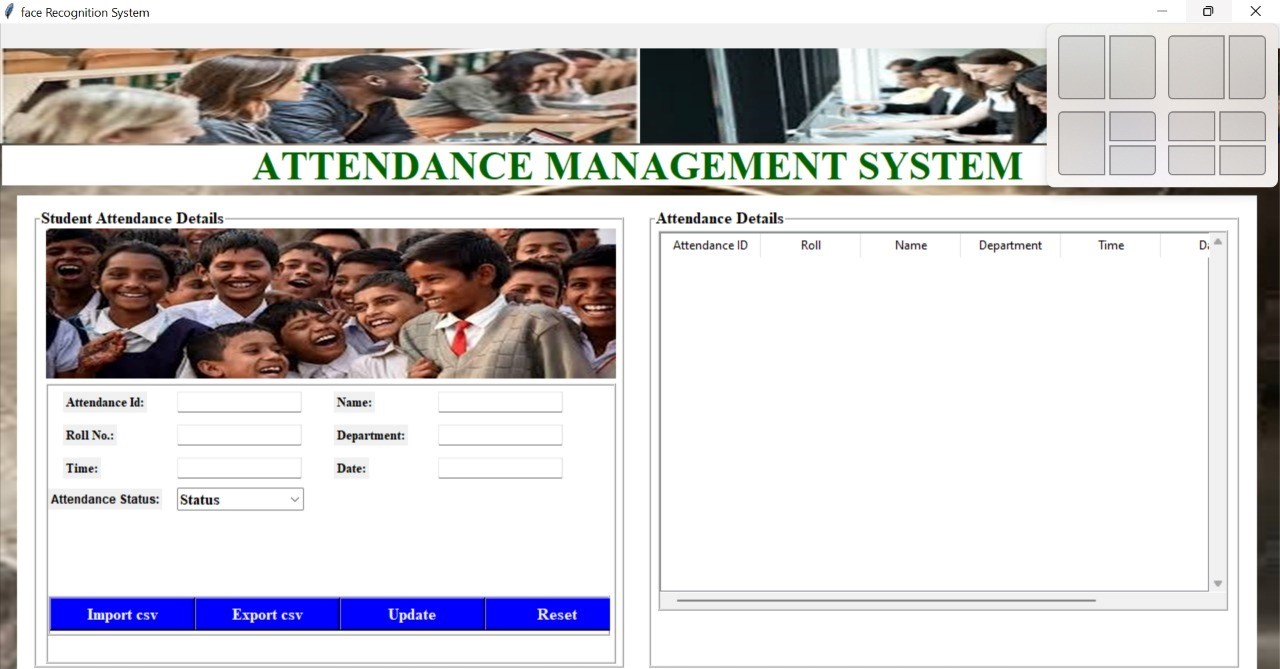 face Recognition System
ATTENDANCE MANAGEMENT SYSTEM
Student Attendance Details
Attendance Id:
Name:
Roll No.:
Department:
Time:
Date:
Attendance Status:
Status
Import csv
Export csv
Update
Reset
Attendance Details
Attendance ID
Roll
Name
Department
Time